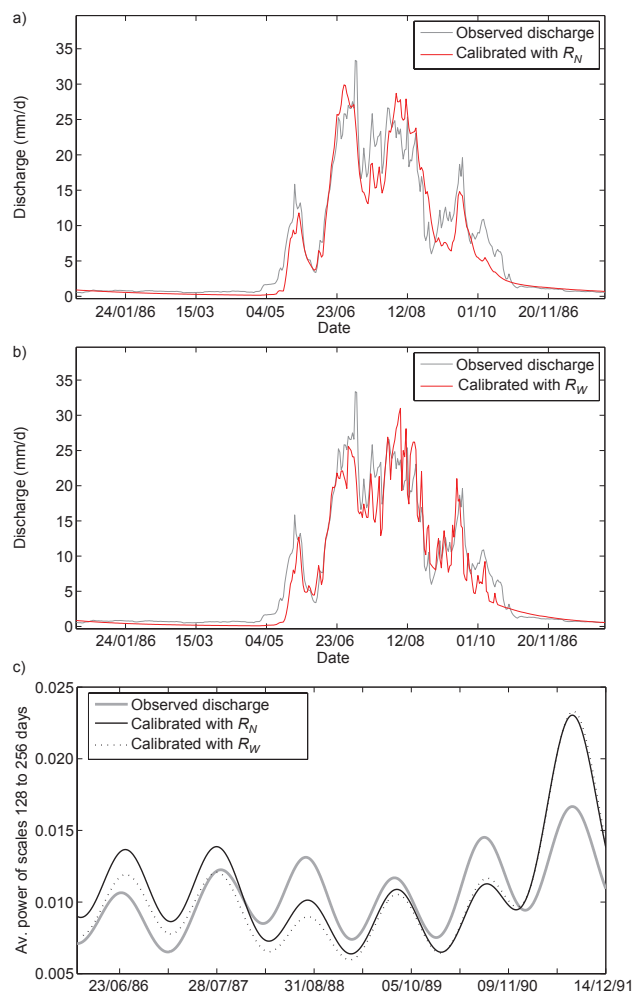 a)
Discharge (mm/d)
35
30
25
20
15
10
5
0
Observed discharge
Calibrated with R_N
24/01/86 15/03 04/05 23/06 12/08 01/10 20/11/86
Date
b)
Discharge (mm/d)
35
30
25
20
15
10
5
0
Observed discharge
Calibrated with R_W
24/01/86 15/03 04/05 23/06 12/08 01/10 20/11/86
Date
c)
Av. power of scales 128 to 256 days
0.025
0.020
0.015
0.010
0.005
Observed discharge
Calibrated with R_N
Calibrated with R_W
23/06/86 28/07/87 31/08/88 05/10/89 09/11/90 14/12/91